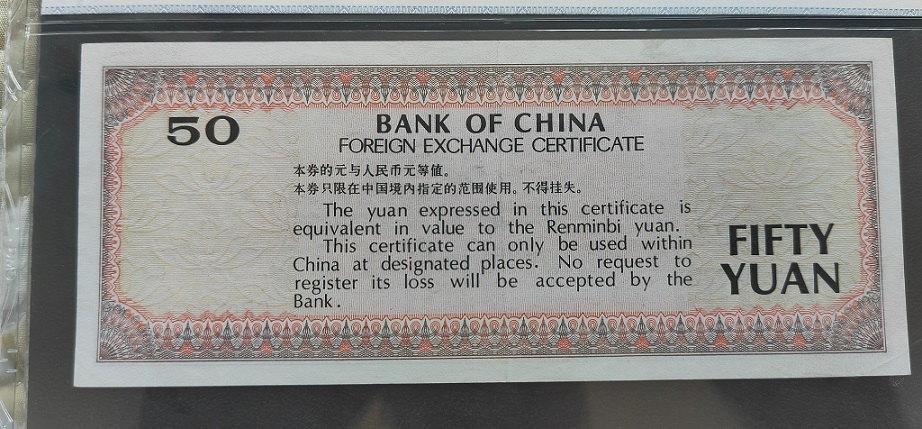 50
BANK OF CHINA
FOREIGN EXCHANGE CERTIFICATE
本券的元与人民币元等值。
本券只限在中国境内指定的范围使用。不得挂失。
The yuan expressed in this certificate is
equivalent in value to the Renminbi yuan.
This certificate can only be used within
China at designated places. No request to
register its loss will be accepted by the
Bank.
FIFTY
YUAN